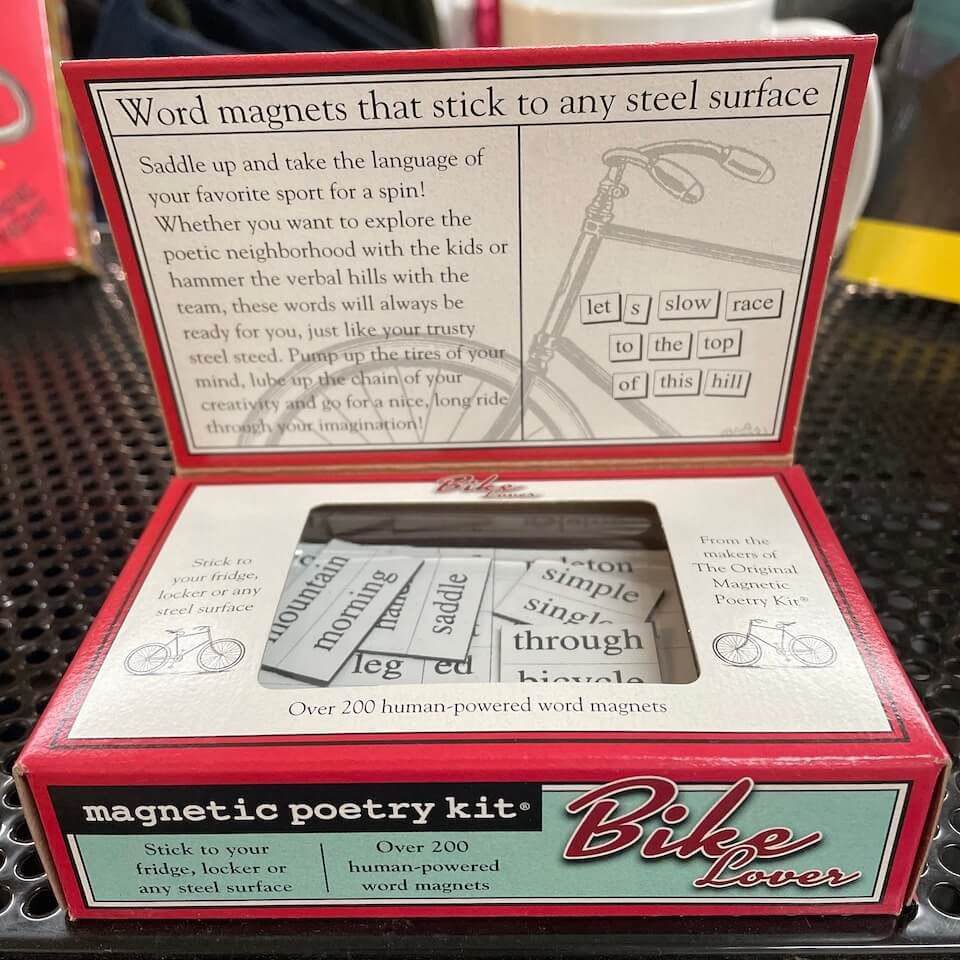 Word magnets that stick to any steel surface
Saddle up and take the language of
your favorite sport for a spin!
Whether you want to explore the
poetic neighborhood with the kids or
hammer the verbal hills with the
team, these words will always be
ready for you, just like your trusty
steel steed. Pump up the tires of your
mind, lube up the chain of your
creativity and go for a nice, long ride
through your imagination!
let s slow race
to the top
of this hill
Bike
Lover
Stick to
your fridge,
locker or any
steel surface
mountain
morning
saddle
leg ed
simple
through
bicycle
From the
makers of
The Original
Magnetic
Poetry Kit®
Over 200 human-powered word magnets
magnetic poetry kit®
Stick to your
fridge, locker or
any steel surface
Over 200
human-powered
word magnets
Bike
Lover